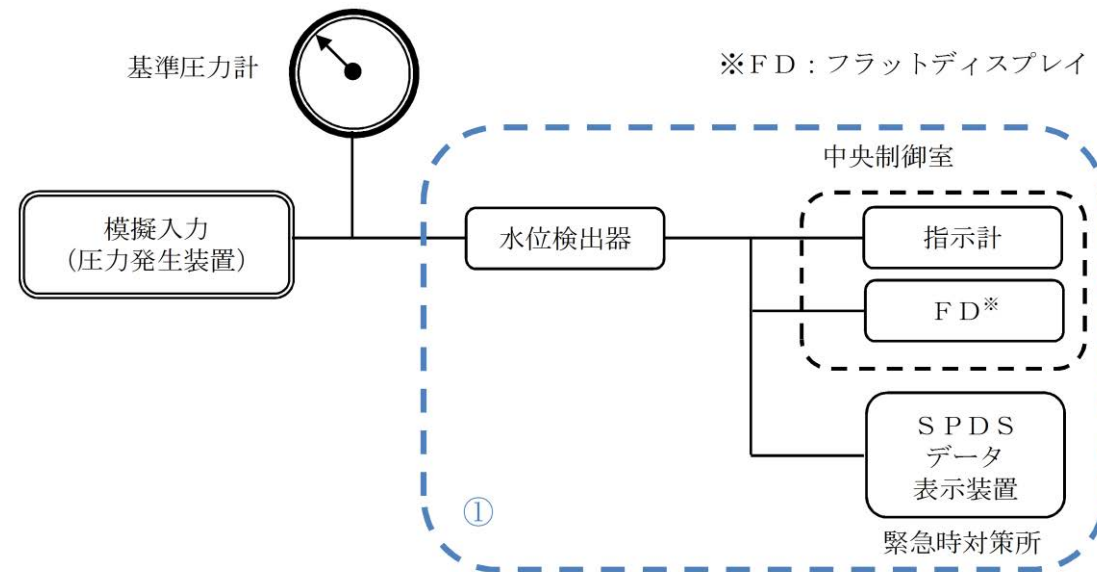 基準圧力計
※ＦＤ：フラットディスプレイ
中央制御室
模擬入力
(圧力発生装置)
水位検出器
指示計
ＦＤ※
ＳＰＤＳ
データ
表示装置
①
緊急時対策所